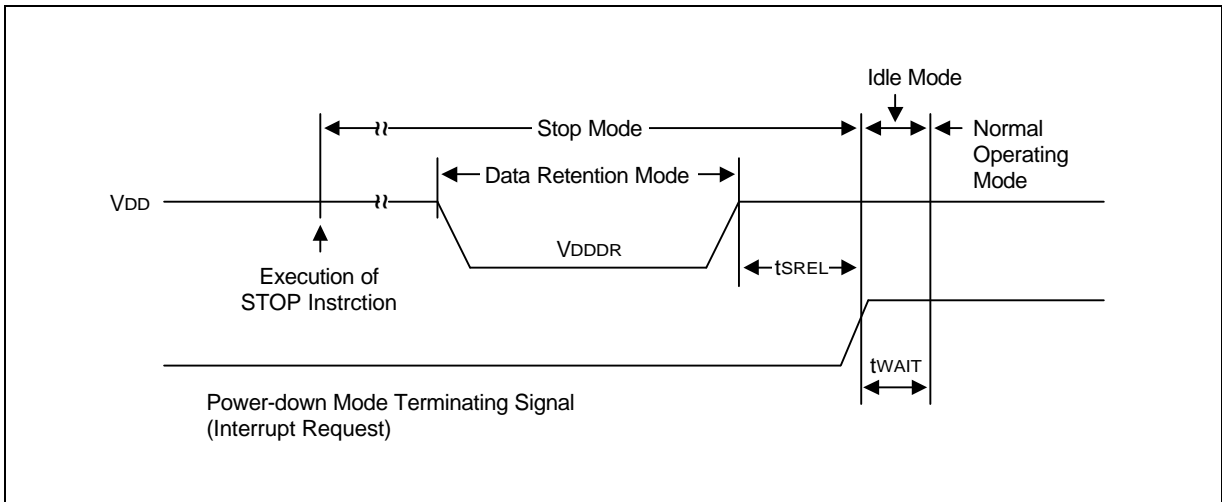 Idle Mode
Stop Mode
Normal
Operating
Mode
Data Retention Mode
VDD
VDDDR
Execution of
STOP Instrction
tSREL
tWAIT
Power-down Mode Terminating Signal
(Interrupt Request)